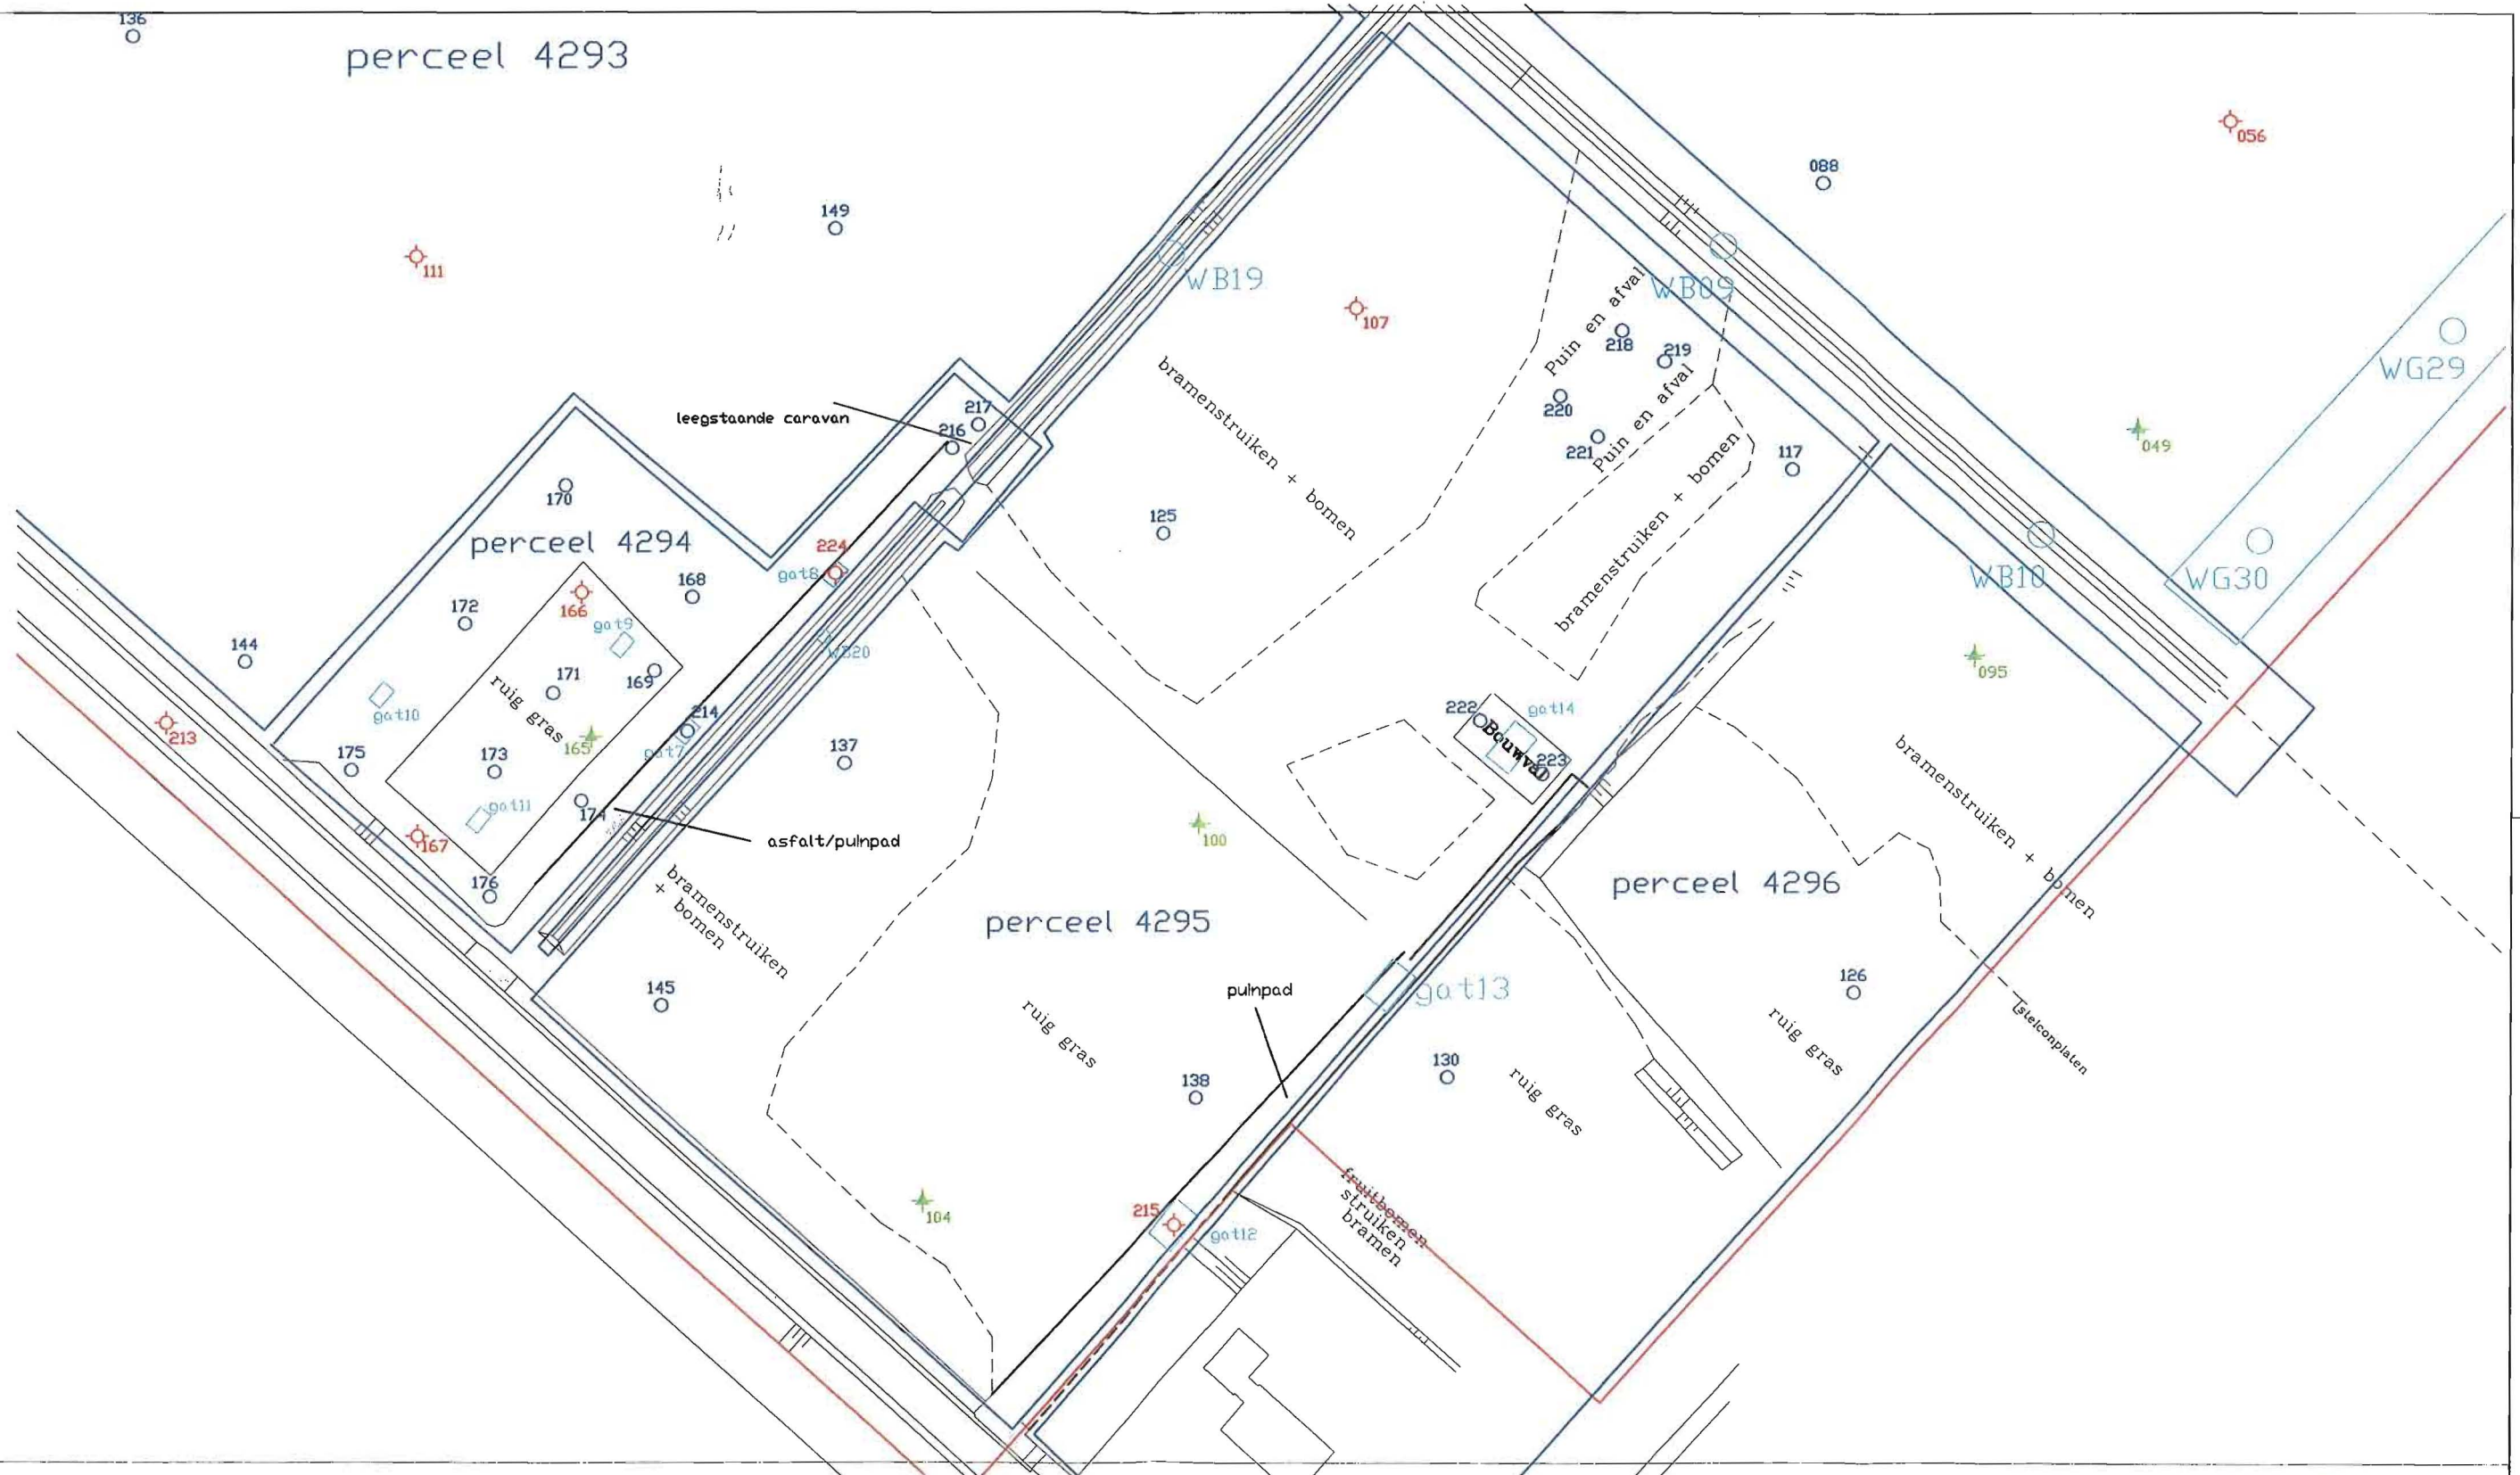 136
perceel 4293
056
088
149
111
WB19
WB09
107
Puin en afval
218
219
WG29
220
221
Puin en afval
bramenstruiken + bomen
117
049
leegstaande caravan
217
216
170
125
bramenstruiken + bomen
perceel 4294
224
gat8
168
WB10
WG30
172
166
gat9
144
WB20
171
169
095
ruig gras
gat10
214
222
gat14
Bouwval
223
213
165
gat7
175
173
137
bramenstruiken + bomen
gat11
174
167
asfalt/puinpad
100
176
bramenstruiken
+ bomen
perceel 4296
perceel 4295
145
126
puinpad
gat13
ruig gras
ruig gras
stelconplaten
130
138
ruig gras
fruitbomen
struiken
bramen
104
215
gat12